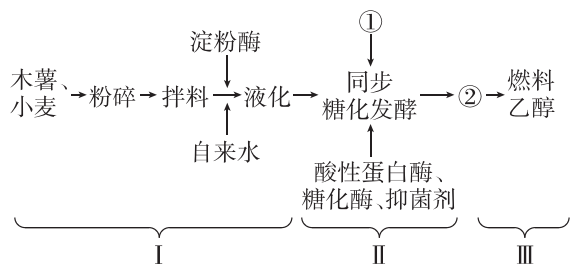 ①
淀粉酶
木薯、
小麦
粉碎
拌料
液化
同步
糖化发酵
②
燃料
乙醇
自来水
酸性蛋白酶、
糖化酶、抑菌剂
Ⅰ
Ⅱ
Ⅲ